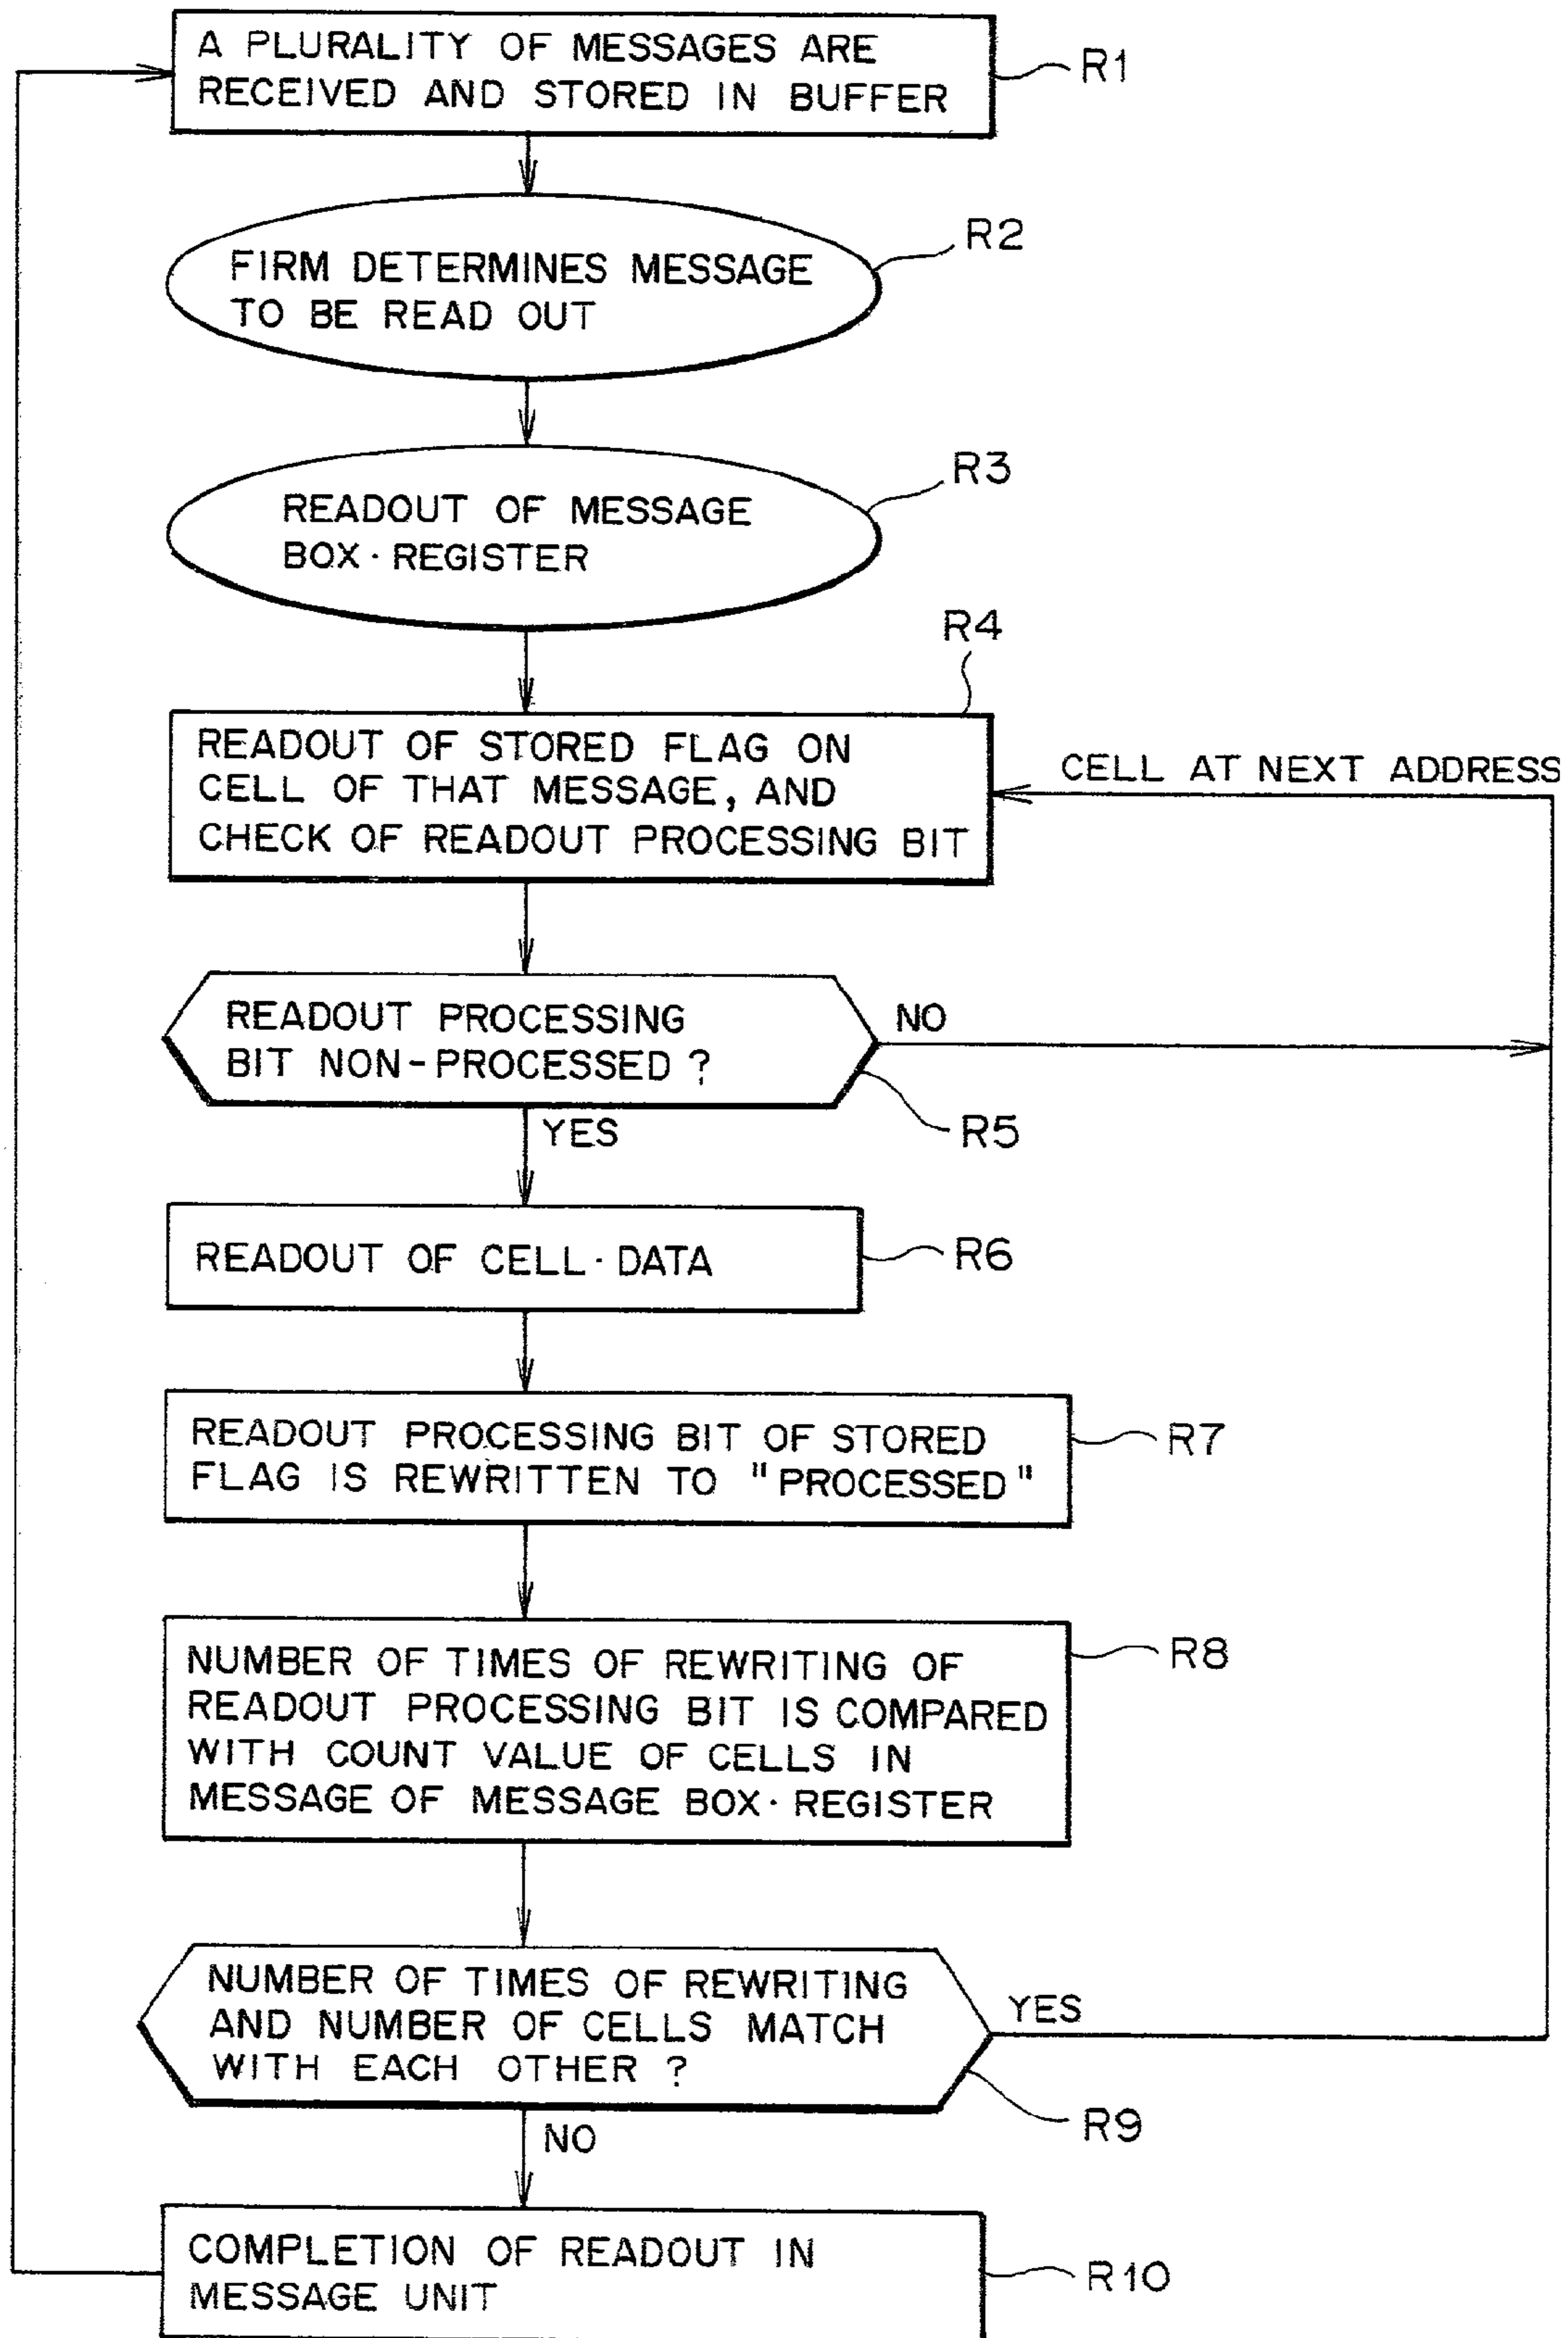 A PLURALITY OF MESSAGES ARE
RECEIVED AND STORED IN BUFFER
R1
FIRM DETERMINES MESSAGE
TO BE READ OUT
R2
READOUT OF MESSAGE
BOX·REGISTER
R3
R4
READOUT OF STORED FLAG ON
CELL OF THAT MESSAGE, AND
CHECK OF READOUT PROCESSING BIT
CELL AT NEXT ADDRESS
READOUT PROCESSING
BIT NON-PROCESSED ?
NO
R5
YES
READOUT OF CELL·DATA
R6
READOUT PROCESSING BIT OF STORED
FLAG IS REWRITTEN TO "PROCESSED"
R7
NUMBER OF TIMES OF REWRITING OF
READOUT PROCESSING BIT IS COMPARED
WITH COUNT VALUE OF CELLS IN
MESSAGE OF MESSAGE BOX·REGISTER
R8
NUMBER OF TIMES OF REWRITING
AND NUMBER OF CELLS MATCH
WITH EACH OTHER ?
YES
R9
NO
COMPLETION OF READOUT IN
MESSAGE UNIT
R10